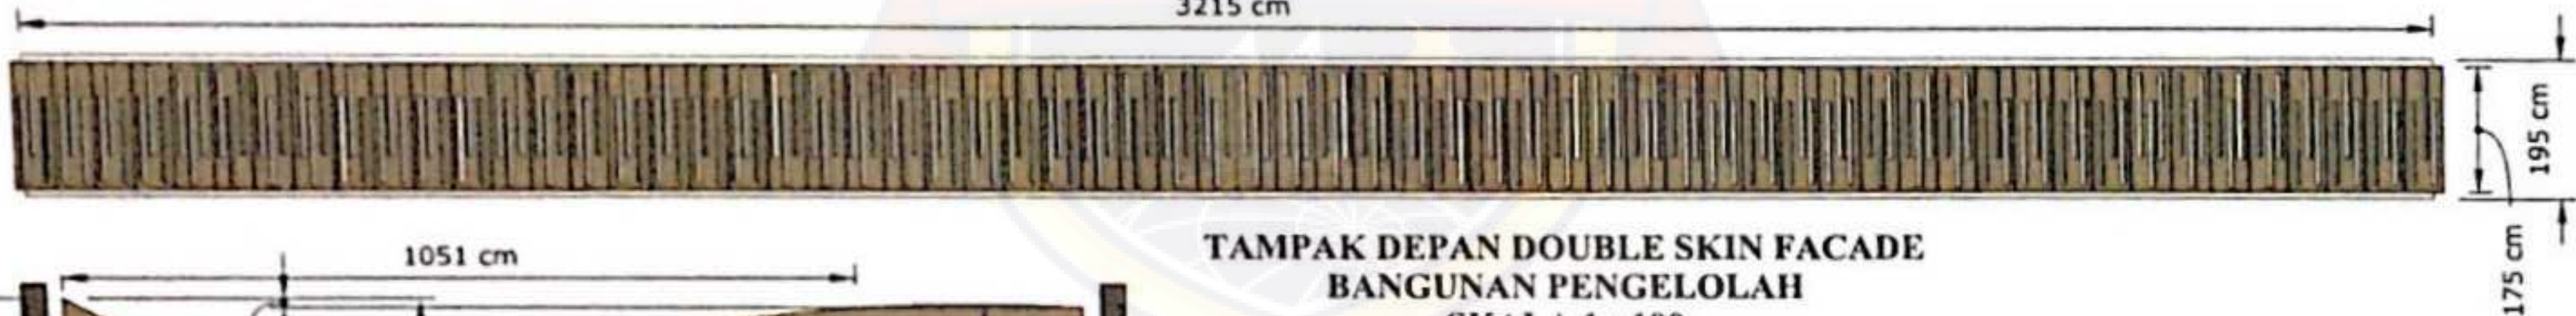 3215 cm
195 cm
175 cm
1051 cm
TAMPAK DEPAN DOUBLE SKIN FACADE
BANGUNAN PENGELOLAH